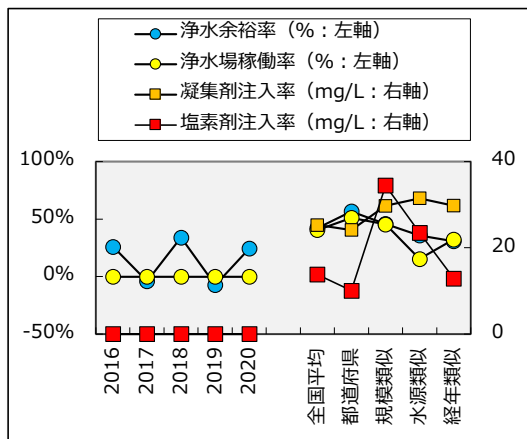 浄水余裕率（%：左軸）
浄水場稼働率（%：左軸）
凝集剤注入率（mg/L：右軸）
塩素剤注入率（mg/L：右軸）
100%
50%
0%
-50%
40
20
0
2016
2017
2018
2019
2020
全国平均
都道府県
規模類似
水源類似
経年類似